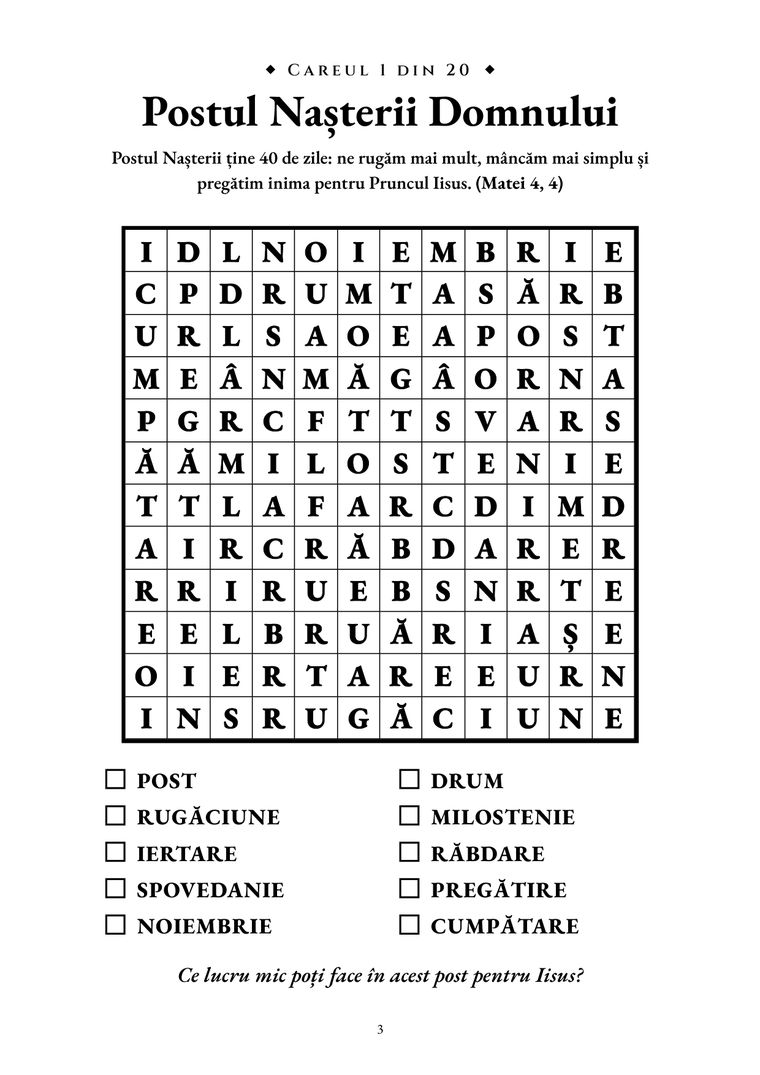 ◆ Careul 1 din 20 ◆
Postul Nașterii Domnului
Postul Nașterii ține 40 de zile: ne rugăm mai mult, mâncăm mai simplu și
pregătim inima pentru Pruncul Iisus. (Matei 4, 4)
I D L N O I E M B R I E
C P D R U M T A S Ă R B
U R L S A O E A P O S T
M E Â N M Ă G Â O R N A
P G R C F T T S V A R S
Ă Ă M I L O S T E N I E
T T L A F A R C D I M D
A I R C R Ă B D A R E R
R R I R U E B S N R T E
E E L B R U Ă R I A Ș E
O I E R T A R E E U R N
I N S R U G Ă C I U N E
POST
RUGĂCIUNE
IERTARE
SPOVEDANIE
NOIEMBRIE
DRUM
MILOSTENIE
RĂBDARE
PREGĂTIRE
CUMPĂTARE
Ce lucru mic poți face în acest post pentru Iisus?
3